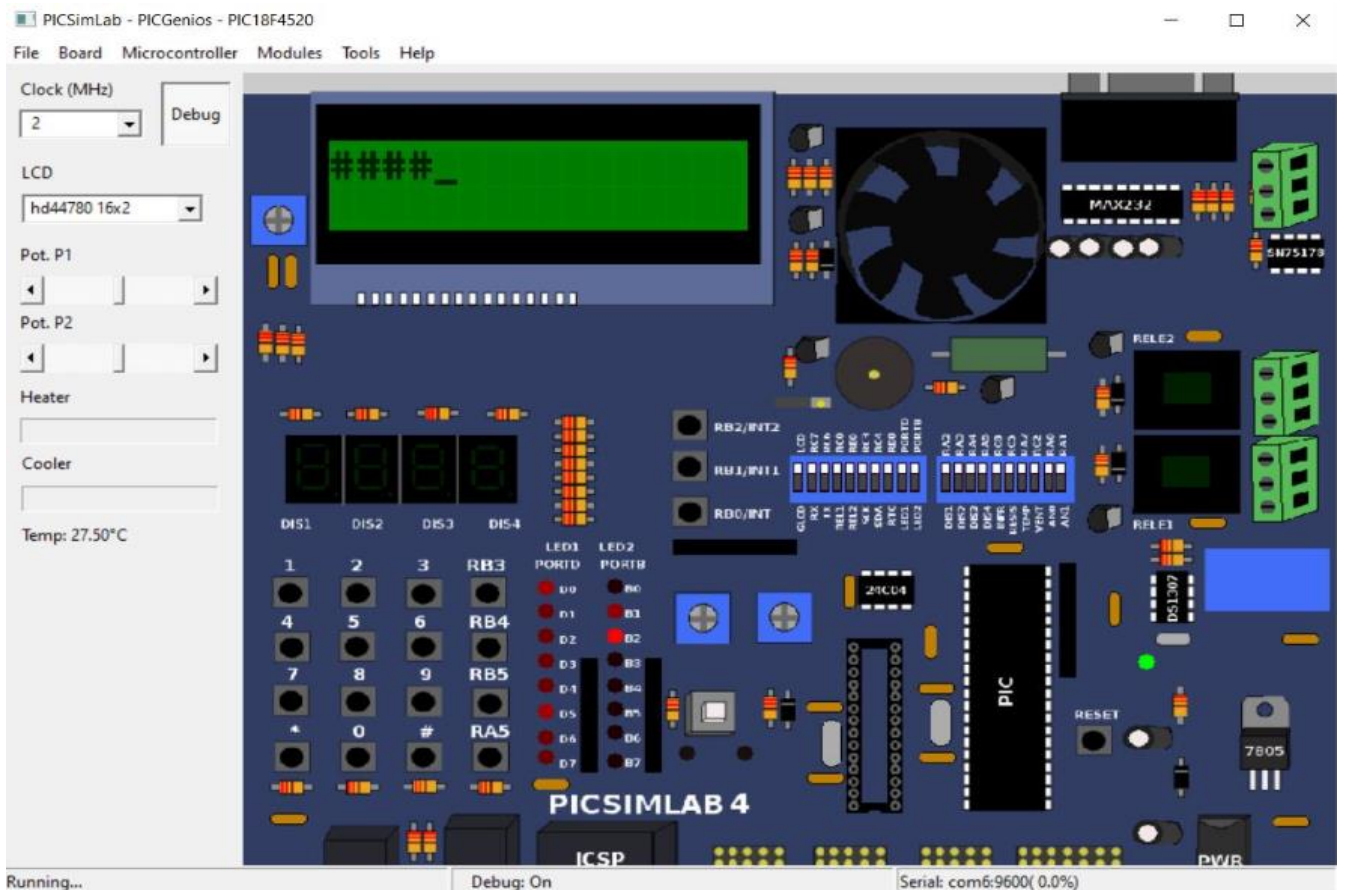 PICSimLab - PICGenios - PIC18F4520
File Board Microcontroller Modules Tools Help
Clock (MHz)
2
Debug
LCD
hd44780 16x2
Pot. P1
Pot. P2
Heater
Cooler
Temp: 27.50°C
####_
MAX232
SN75178
RELE2
RELE1
RB2/INT2
RB1/INT1
RB0/INT
DIS1 DIS2 DIS3 DIS4
LED1 LED2
PORTD PORTB
D0 B0
D1 B1
D2 B2
D3 B3
D4 B4
D5 B5
D6 B6
D7 B7
1 2 3 RB3
4 5 6 RB4
7 8 9 RB5
* 0 # RA5
24C04
DS1307
PIC
RESET
7805
PICSIMLAB 4
ICSP
PWR
Running...
Debug: On
Serial: com6:9600( 0.0%)